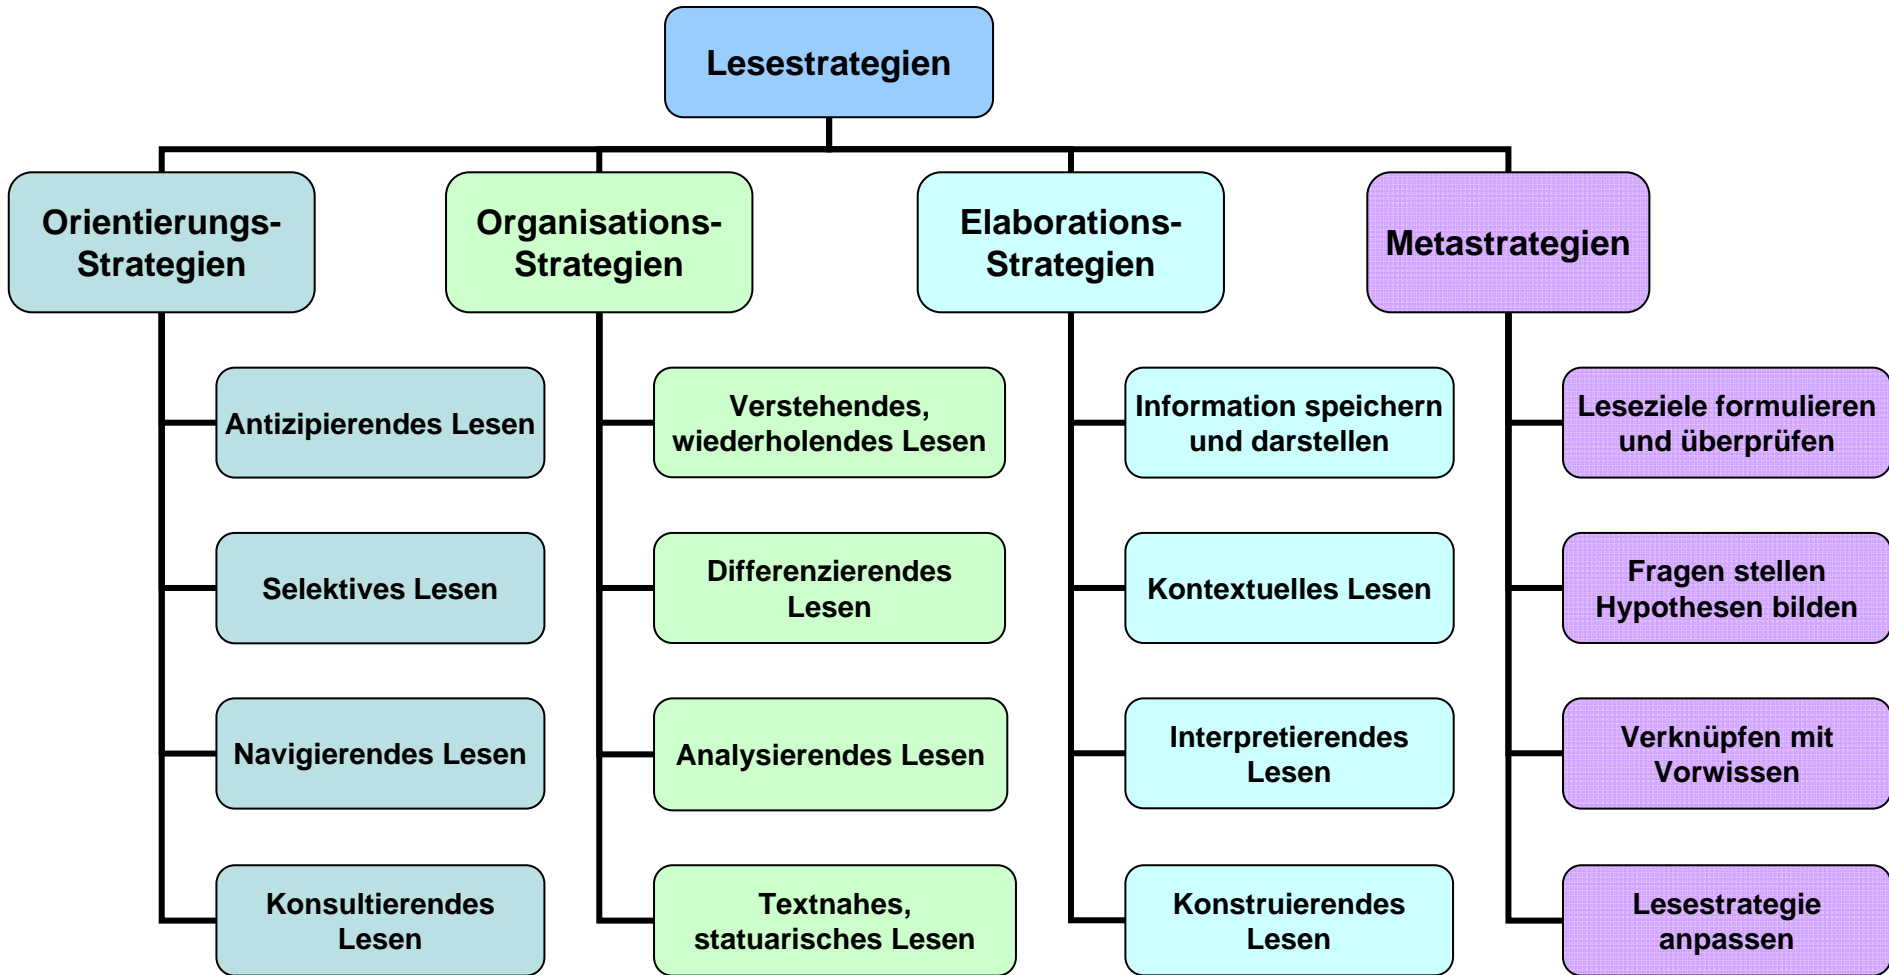 Lesestrategien
Orientierungs-
Strategien
Organisations-
Strategien
Elaborations-
Strategien
Metastrategien
Antizipierendes Lesen
Selektives Lesen
Navigierendes Lesen
Konsultierendes
Lesen
Verstehendes,
wiederholendes Lesen
Differenzierendes
Lesen
Analysierendes Lesen
Textnahes,
statuarisches Lesen
Information speichern
und darstellen
Kontextuelles Lesen
Interpretierendes
Lesen
Konstruierendes
Lesen
Leseziele formulieren
und überprüfen
Fragen stellen
Hypothesen bilden
Verknüpfen mit
Vorwissen
Lesestrategie
anpassen